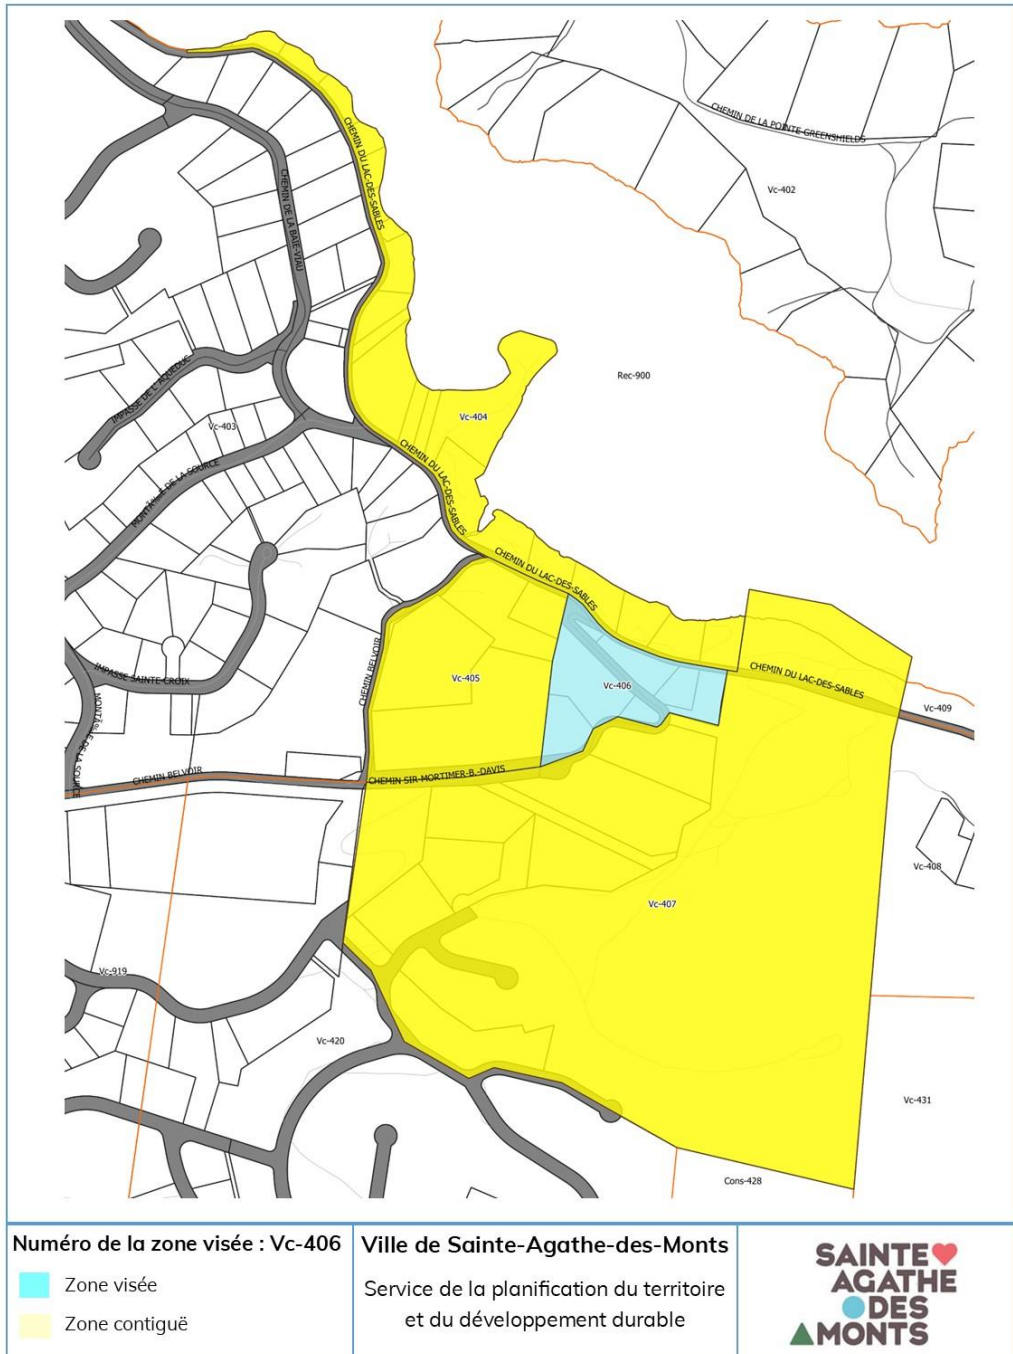 CHEMIN DE LA POINTE-GREENSHIELDS
CHEMIN DU LAC-DES-SABLES
CHEMIN DE LA BAIE-VIAU
Vc-402
IMPASSE DE L'AQUEDUC
Rec-900
Vc-404
Vc-403
CHEMIN DU LAC-DES-SABLES
MONTÃ‰E DE LA SOURCE
CHEMIN DU LAC-DES-SABLES
IMPASSE SAINTE-CROIX
CHEMIN BELVOIR
Vc-405
Vc-406
CHEMIN DU LAC-DES-SABLES
Vc-409
MONTÃ‰E DE LA SOURCE
CHEMIN BELVOIR
CHEMIN SIR-MORTIMER-B.-DAVIS
Vc-408
Vc-407
Vc-919
Vc-420
Vc-431
Cons-428
Numéro de la zone visée : Vc-406
Zone visée
Zone contiguë
Ville de Sainte-Agathe-des-Monts
Service de la planification du territoire
et du développement durable
SAINTE
AGATHE
DES
MONTS